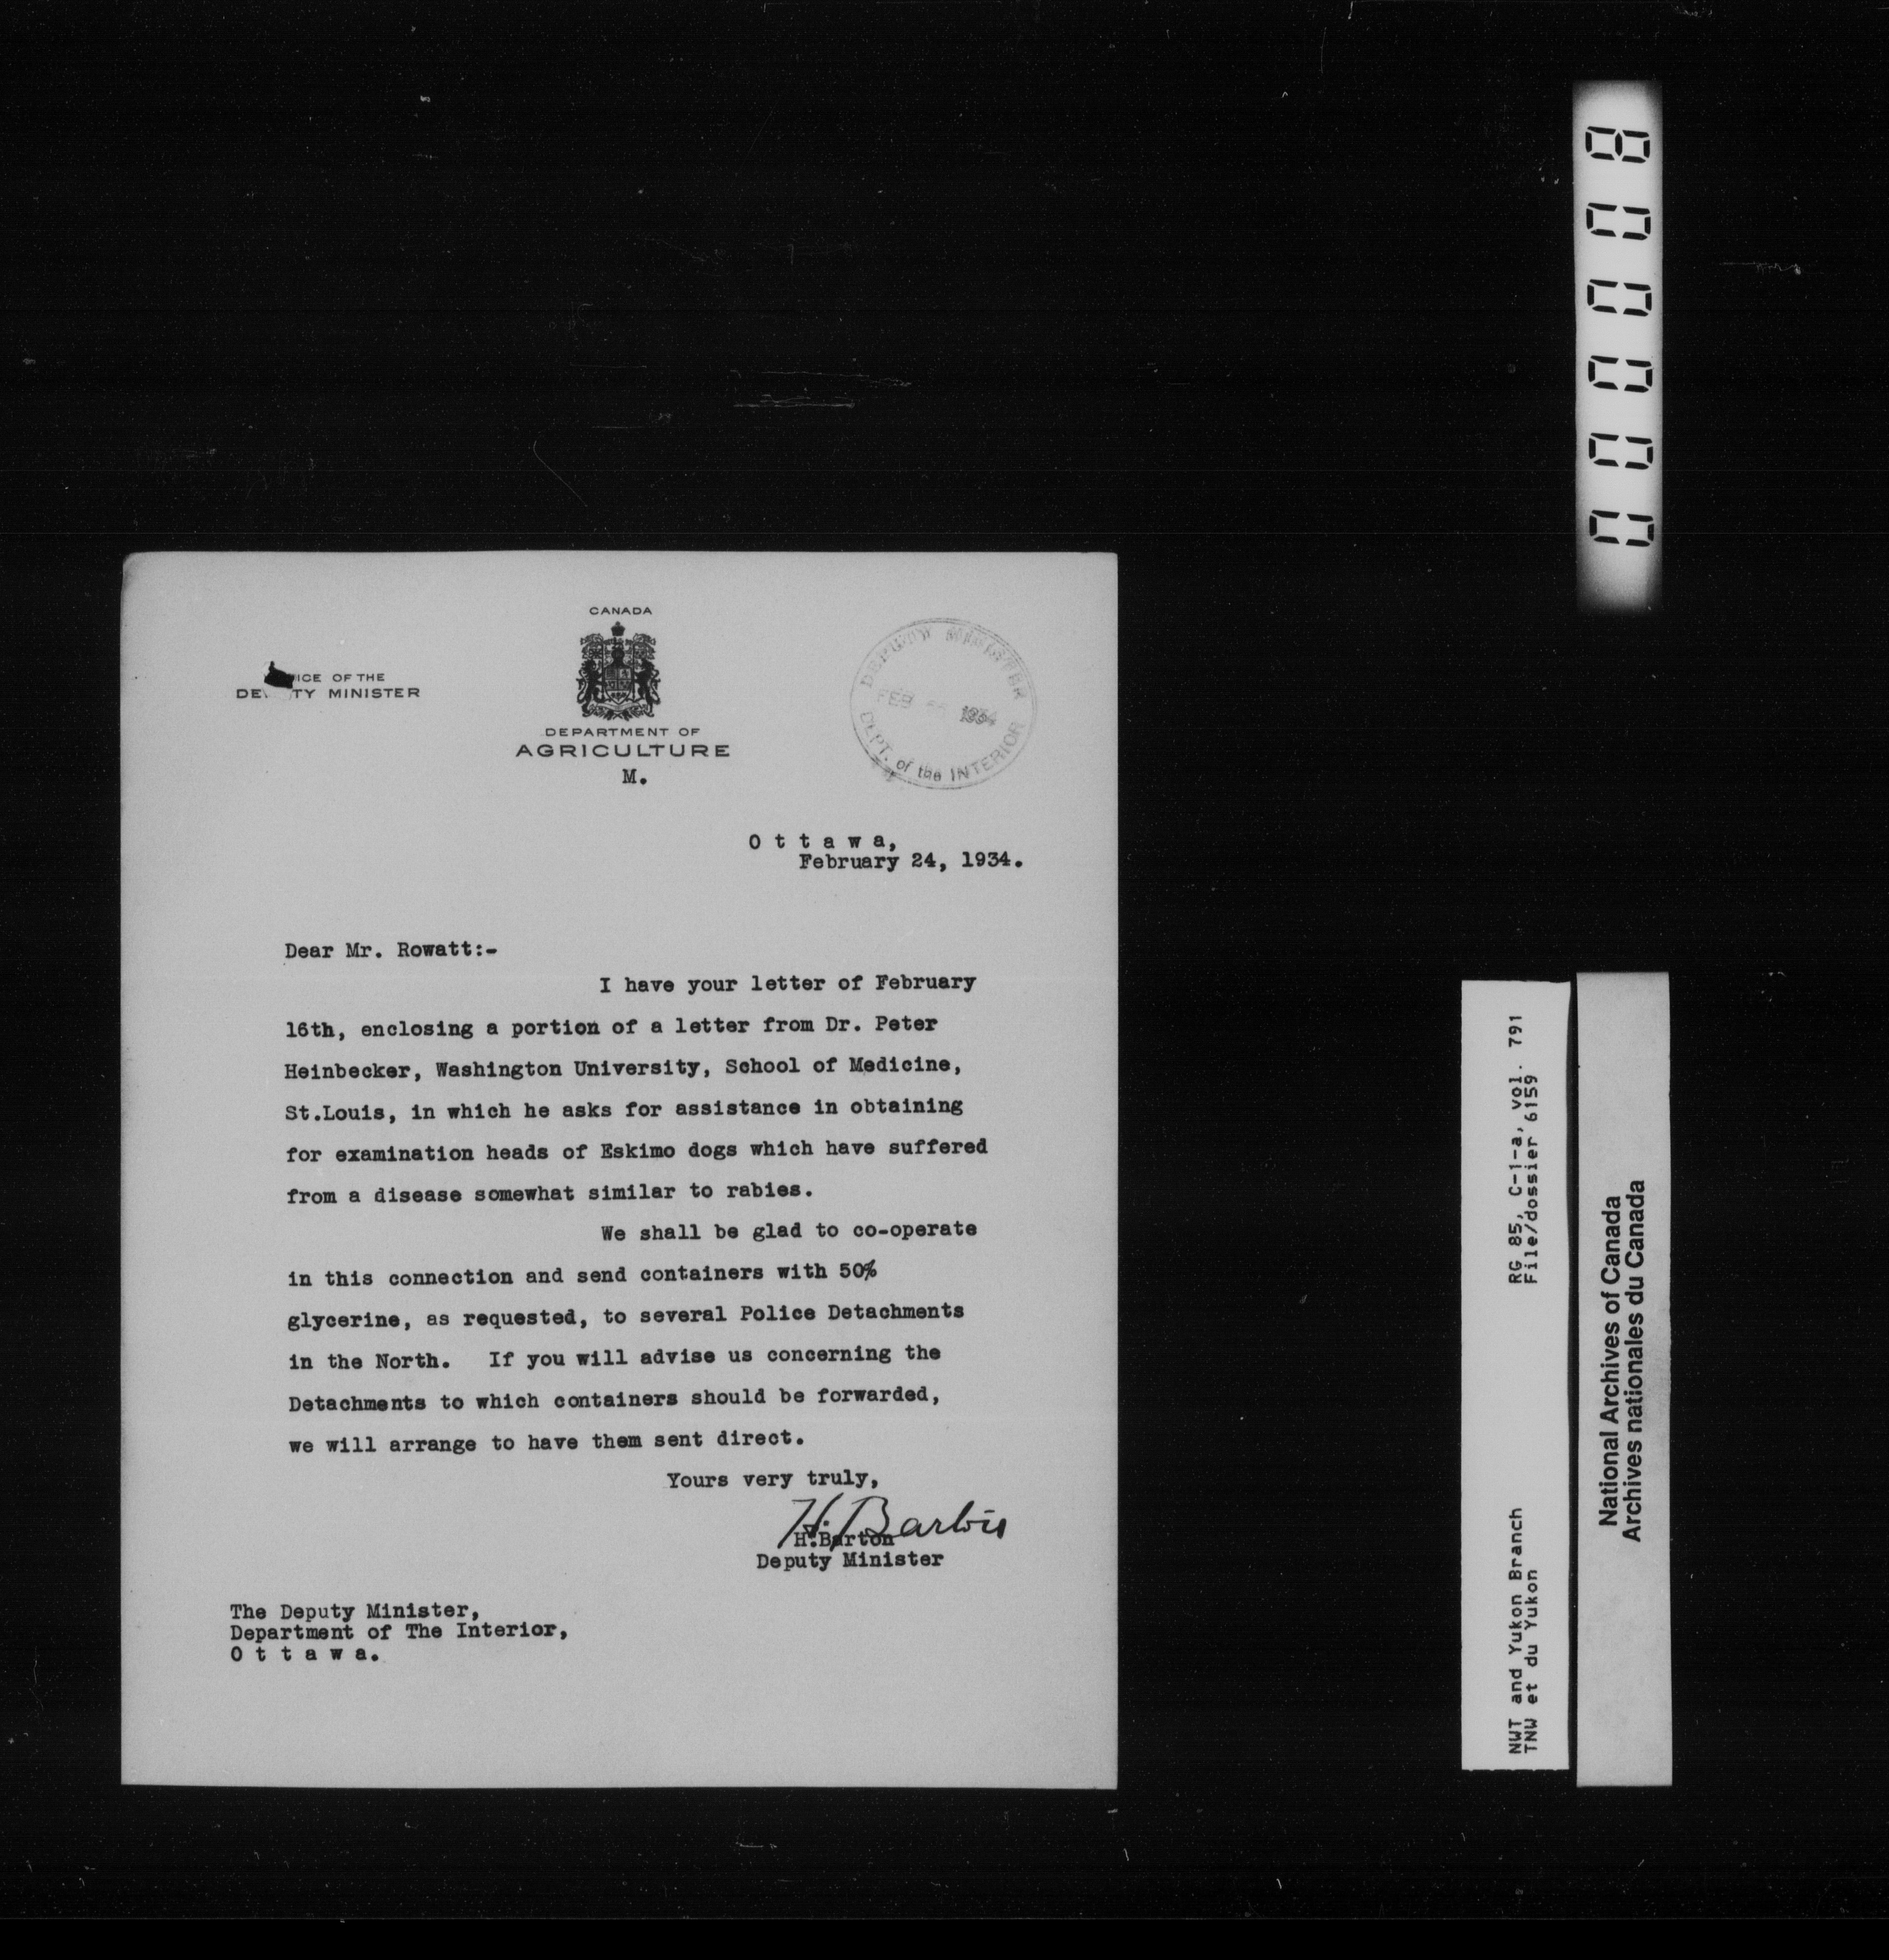 CANADA
ICE OF THE
DE TY MINISTER
DEPARTMENT OF
AGRICULTURE
M.
DEPUTY MINISTER
FEB 1934
DEPT. of the INTERIOR
O t t a w a,
February 24, 1934.
Dear Mr. Rowatt:-
I have your letter of February
16th, enclosing a portion of a letter from Dr. Peter
Heinbecker, Washington University, School of Medicine,
St.Louis, in which he asks for assistance in obtaining
for examination heads of Eskimo dogs which have suffered
from a disease somewhat similar to rabies.
We shall be glad to co-operate
in this connection and send containers with 50%
glycerine, as requested, to several Police Detachments
in the North. If you will advise us concerning the
Detachments to which containers should be forwarded,
we will arrange to have them sent direct.
Yours very truly,
H. Barton
H.Barton
Deputy Minister
The Deputy Minister,
Department of The Interior,
O t t a w a.
000008
NWT and Yukon Branch RG 85, C-1-a, vol. 791
TNW et du Yukon File/dossier 6159
National Archives of Canada
Archives nationales du Canada